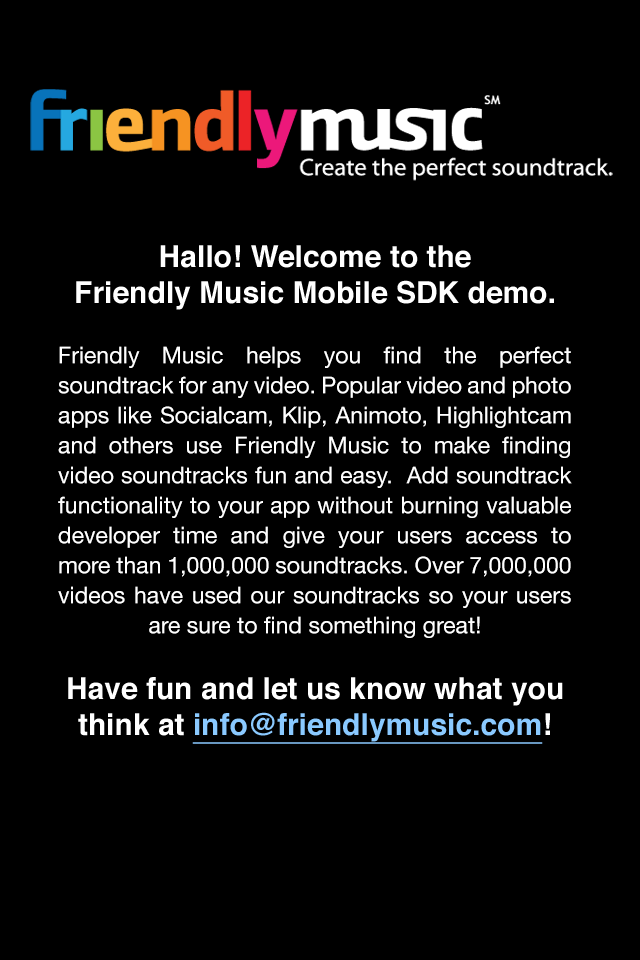 friendlymusic℠
Create the perfect soundtrack.
Hallo! Welcome to the
Friendly Music Mobile SDK demo.
Friendly Music helps you find the perfect
soundtrack for any video. Popular video and photo
apps like Socialcam, Klip, Animoto, Highlightcam
and others use Friendly Music to make finding
video soundtracks fun and easy.  Add soundtrack
functionality to your app without burning valuable
developer time and give your users access to
more than 1,000,000 soundtracks. Over 7,000,000
videos have used our soundtracks so your users
are sure to find something great!
Have fun and let us know what you
think at info@friendlymusic.com!